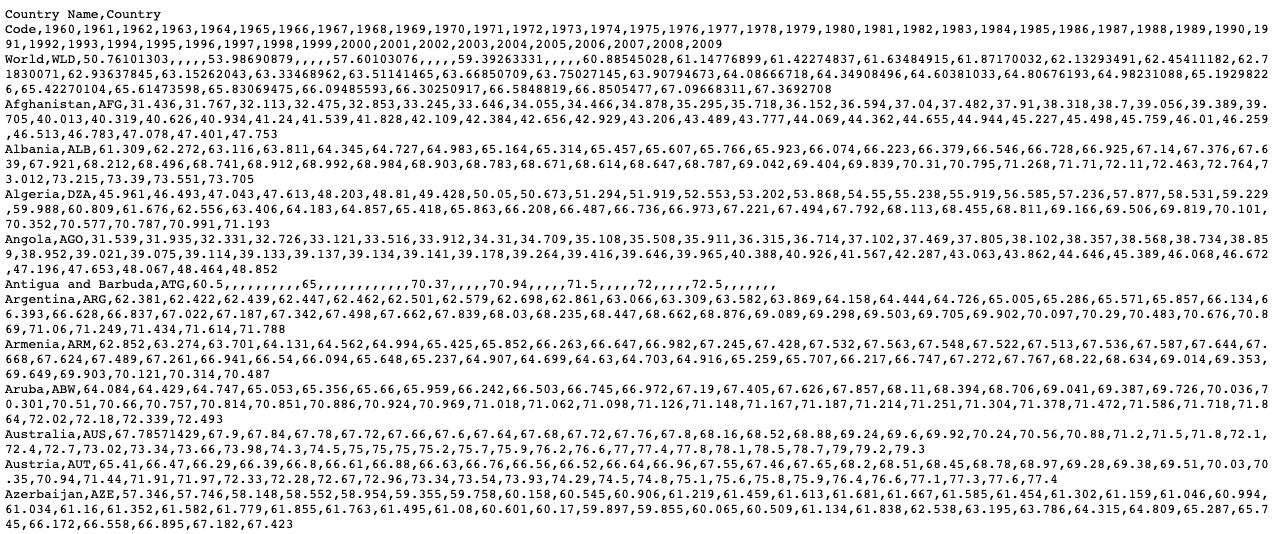 Country Name,Country
Code,1960,1961,1962,1963,1964,1965,1966,1967,1968,1969,1970,1971,1972,1973,1974,1975,1976,1977,1978,1979,1980,1981,1982,1983,1984,1985,1986,1987,1988,1989,1990,19
91,1992,1993,1994,1995,1996,1997,1998,1999,2000,2001,2002,2003,2004,2005,2006,2007,2008,2009
World,WLD,50.76101303,,,,,53.98690879,,,,,57.60103076,,,,,59.39263331,,,,,60.88545028,61.14776899,61.42274837,61.63484915,61.87170032,62.13293491,62.45411182,62.7
1830071,62.93637845,63.15262043,63.33468962,63.51141465,63.66850709,63.75027145,63.90794673,64.08666718,64.34908496,64.60381033,64.80676193,64.98231088,65.1929822
6,65.42270104,65.61473598,65.83069475,66.09485593,66.30250917,66.5848819,66.8505477,67.09668311,67.3692708
Afghanistan,AFG,31.436,31.767,32.113,32.475,32.853,33.245,33.646,34.055,34.466,34.878,35.295,35.718,36.152,36.594,37.04,37.482,37.91,38.318,38.7,39.056,39.389,39.
705,40.013,40.319,40.626,40.934,41.24,41.539,41.828,42.109,42.384,42.656,42.929,43.206,43.489,43.777,44.069,44.362,44.655,44.944,45.227,45.498,45.759,46.01,46.259
,46.513,46.783,47.078,47.401,47.753
Albania,ALB,61.309,62.272,63.116,63.811,64.345,64.727,64.983,65.164,65.314,65.457,65.607,65.766,65.923,66.074,66.223,66.379,66.546,66.728,66.925,67.14,67.376,67.6
39,67.921,68.212,68.496,68.741,68.912,68.992,68.984,68.903,68.783,68.671,68.614,68.647,68.787,69.042,69.404,69.839,70.31,70.795,71.268,71.71,72.11,72.463,72.764,7
3.012,73.215,73.39,73.551,73.705
Algeria,DZA,45.961,46.493,47.043,47.613,48.203,48.81,49.428,50.05,50.673,51.294,51.919,52.553,53.202,53.868,54.55,55.238,55.919,56.585,57.236,57.877,58.531,59.229
,59.988,60.809,61.676,62.556,63.406,64.183,64.857,65.418,65.863,66.208,66.487,66.736,66.973,67.221,67.494,67.792,68.113,68.455,68.811,69.166,69.506,69.819,70.101,
70.352,70.577,70.787,70.991,71.193
Angola,AGO,31.539,31.935,32.331,32.726,33.121,33.516,33.912,34.31,34.709,35.108,35.508,35.911,36.315,36.714,37.102,37.469,37.805,38.102,38.357,38.568,38.734,38.85
9,38.952,39.021,39.075,39.114,39.133,39.137,39.134,39.141,39.178,39.264,39.416,39.646,39.965,40.388,40.926,41.567,42.287,43.063,43.862,44.646,45.389,46.068,46.672
,47.196,47.653,48.067,48.464,48.852
Antigua and Barbuda,ATG,60.5,,,,,,,,,,65,,,,,,,,,,,,70.37,,,,,70.94,,,,,71.5,,,,,72,,,,,72.5,,,,,,,
Argentina,ARG,62.381,62.422,62.439,62.447,62.462,62.501,62.579,62.698,62.861,63.066,63.309,63.582,63.869,64.158,64.444,64.726,65.005,65.286,65.571,65.857,66.134,6
6.393,66.628,66.837,67.022,67.187,67.342,67.498,67.662,67.839,68.03,68.235,68.447,68.662,68.876,69.089,69.298,69.503,69.705,69.902,70.097,70.29,70.483,70.676,70.8
69,71.06,71.249,71.434,71.614,71.788
Armenia,ARM,62.852,63.274,63.701,64.131,64.562,64.994,65.425,65.852,66.263,66.647,66.982,67.245,67.428,67.532,67.563,67.548,67.522,67.513,67.536,67.587,67.644,67.
668,67.624,67.489,67.261,66.941,66.54,66.094,65.648,65.237,64.907,64.699,64.63,64.703,64.916,65.259,65.707,66.217,66.747,67.272,67.767,68.22,68.634,69.014,69.353,
69.649,69.903,70.121,70.314,70.487
Aruba,ABW,64.084,64.429,64.747,65.053,65.356,65.66,65.959,66.242,66.503,66.745,66.972,67.19,67.405,67.626,67.857,68.11,68.394,68.706,69.041,69.387,69.726,70.036,7
0.301,70.51,70.66,70.757,70.814,70.851,70.886,70.924,70.969,71.018,71.062,71.098,71.126,71.148,71.167,71.187,71.214,71.251,71.304,71.378,71.472,71.586,71.718,71.8
64,72.02,72.18,72.339,72.493
Australia,AUS,67.78571429,67.9,67.84,67.78,67.72,67.66,67.6,67.64,67.68,67.72,67.76,67.8,68.16,68.52,68.88,69.24,69.6,69.92,70.24,70.56,70.88,71.2,71.5,71.8,72.1,
72.4,72.7,73.02,73.34,73.66,73.98,74.3,74.5,75,75,75,75.2,75.7,75.9,76.2,76.6,77,77.4,77.8,78.1,78.5,78.7,79,79.2,79.3
Austria,AUT,65.41,66.47,66.29,66.39,66.8,66.61,66.88,66.63,66.76,66.56,66.52,66.64,66.96,67.55,67.46,67.65,68.2,68.51,68.45,68.78,68.97,69.28,69.38,69.51,70.03,70
.35,70.94,71.44,71.91,71.97,72.33,72.28,72.67,72.96,73.34,73.54,73.93,74.29,74.5,74.8,75.1,75.6,75.8,75.9,76.4,76.6,77.1,77.3,77.6,77.4
Azerbaijan,AZE,57.346,57.746,58.148,58.552,58.954,59.355,59.758,60.158,60.545,60.906,61.219,61.459,61.613,61.681,61.667,61.585,61.454,61.302,61.159,61.046,60.994,
61.034,61.16,61.352,61.582,61.779,61.855,61.763,61.495,61.08,60.601,60.17,59.897,59.855,60.065,60.509,61.134,61.838,62.538,63.195,63.786,64.315,64.809,65.287,65.7
45,66.172,66.558,66.895,67.182,67.423